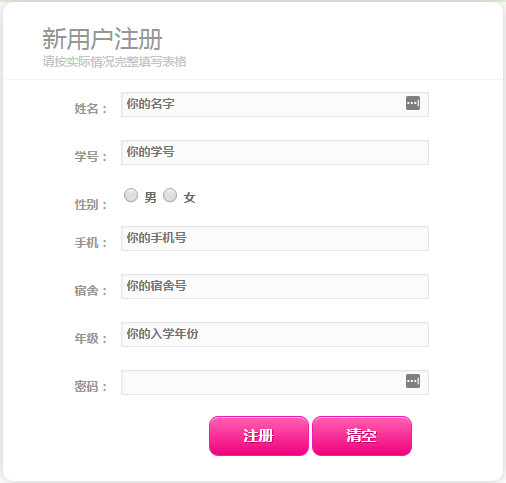 新用户注册
请按实际情况完整填写表格
姓名： 你的名字
学号： 你的学号
性别： 男 女
手机： 你的手机号
宿舍： 你的宿舍号
年级： 你的入学年份
密码：
注册 清空